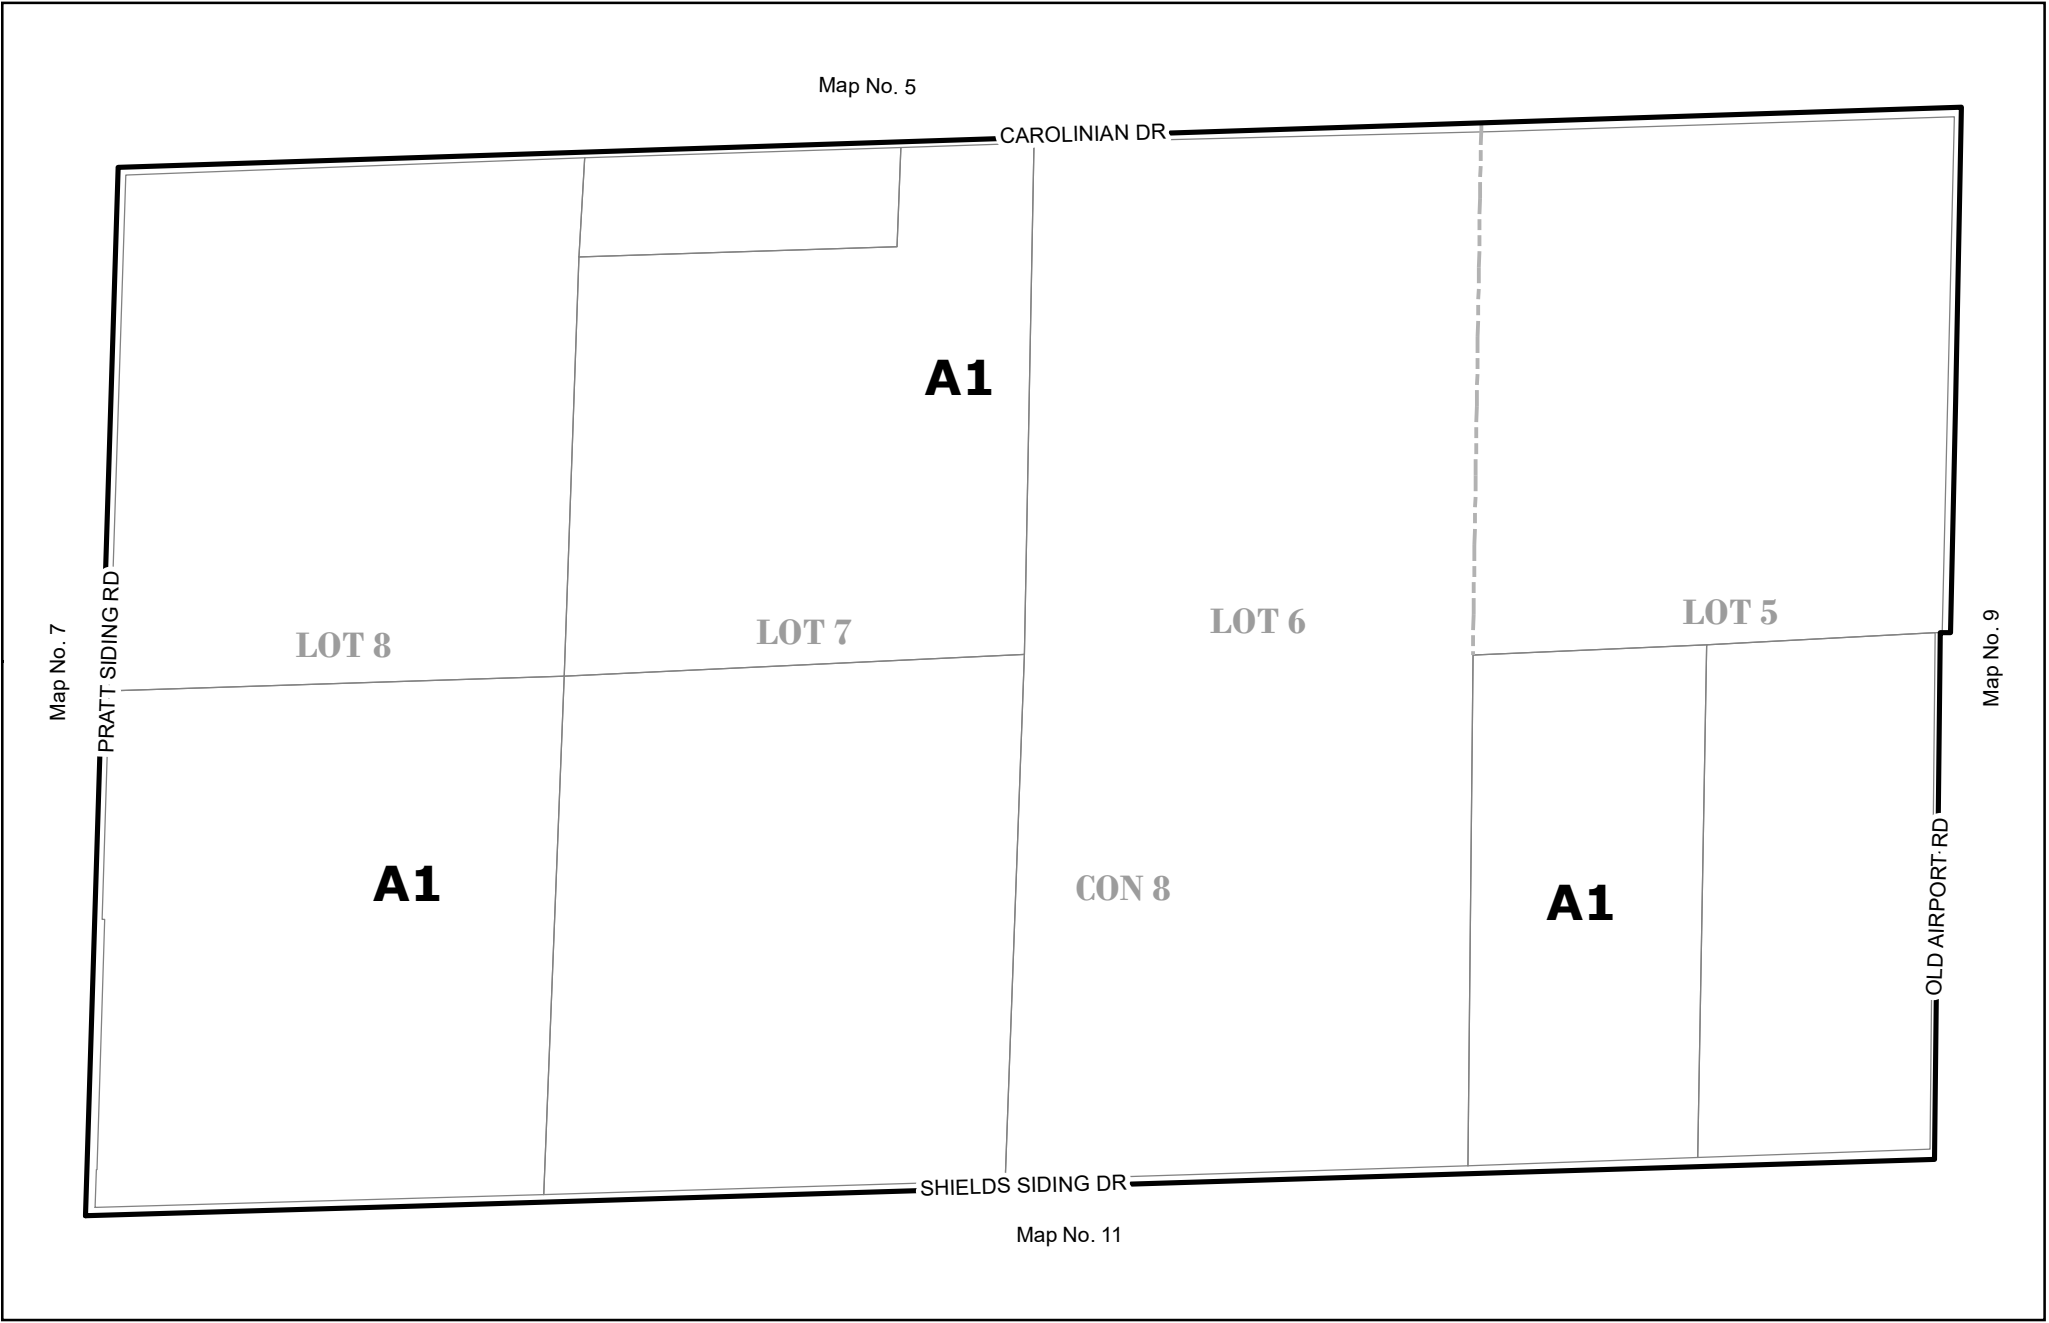 Map No. 5
CAROLINIAN DR
A1
PRATT SIDING RD
Map No. 7
LOT 8
LOT 7
LOT 6
LOT 5
Map No. 9
A1
CON 8
A1
OLD AIRPORT RD
SHIELDS SIDING DR
Map No. 11